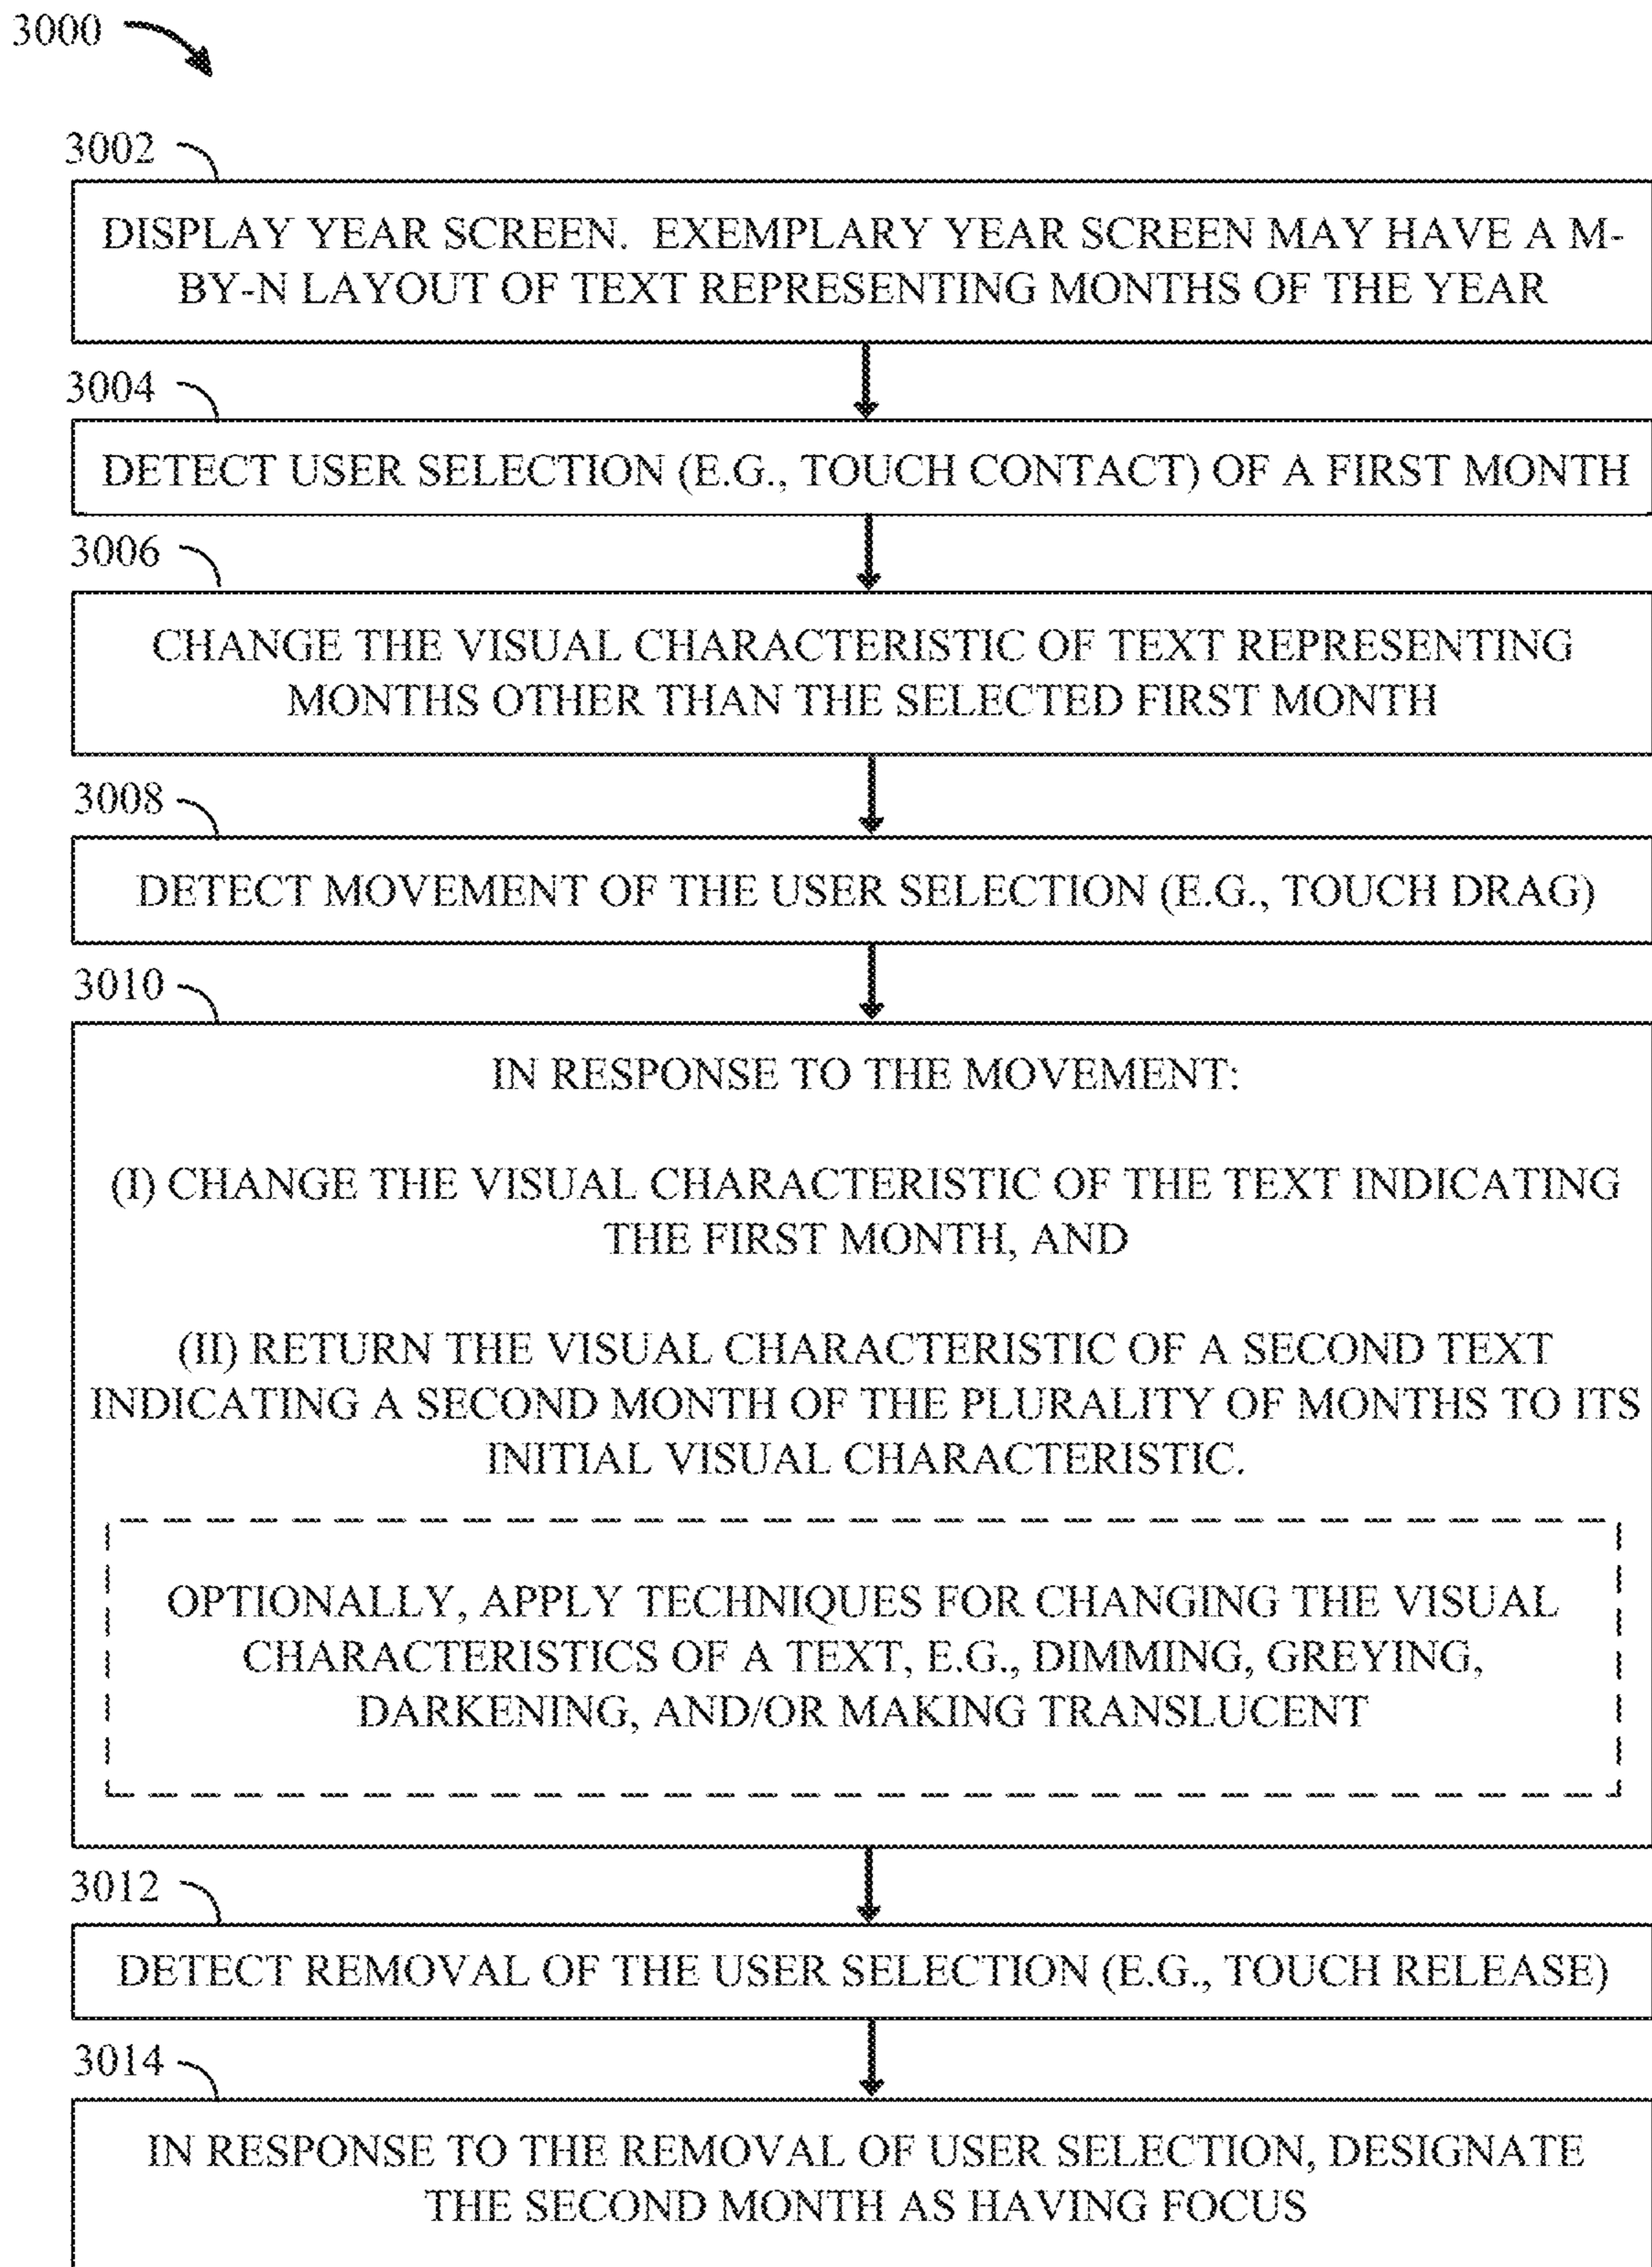 3000
3002
DISPLAY YEAR SCREEN. EXEMPLARY YEAR SCREEN MAY HAVE A M-
BY-N LAYOUT OF TEXT REPRESENTING MONTHS OF THE YEAR
3004
DETECT USER SELECTION (E.G., TOUCH CONTACT) OF A FIRST MONTH
3006
CHANGE THE VISUAL CHARACTERISTIC OF TEXT REPRESENTING
MONTHS OTHER THAN THE SELECTED FIRST MONTH
3008
DETECT MOVEMENT OF THE USER SELECTION (E.G., TOUCH DRAG)
3010
IN RESPONSE TO THE MOVEMENT:
(I) CHANGE THE VISUAL CHARACTERISTIC OF THE TEXT INDICATING
THE FIRST MONTH, AND
(II) RETURN THE VISUAL CHARACTERISTIC OF A SECOND TEXT
INDICATING A SECOND MONTH OF THE PLURALITY OF MONTHS TO ITS
INITIAL VISUAL CHARACTERISTIC.
OPTIONALLY, APPLY TECHNIQUES FOR CHANGING THE VISUAL
CHARACTERISTICS OF A TEXT, E.G., DIMMING, GREYING,
DARKENING, AND/OR MAKING TRANSLUCENT
3012
DETECT REMOVAL OF THE USER SELECTION (E.G., TOUCH RELEASE)
3014
IN RESPONSE TO THE REMOVAL OF USER SELECTION, DESIGNATE
THE SECOND MONTH AS HAVING FOCUS